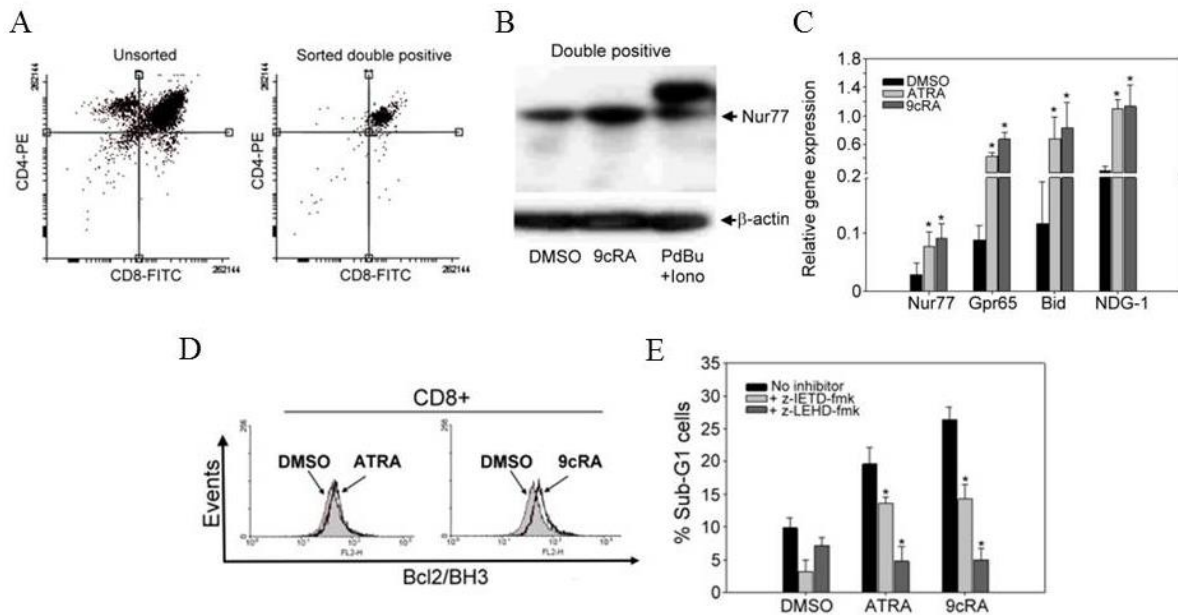 A
Unsorted
Sorted double positive
262144
262144
CD4-PE
CD4-PE
CD8-FITC
262144
CD8-FITC
262144
B
Double positive
Nur77
β-actin
DMSO 9cRA PdBu
+Iono
C
DMSO
ATRA
9cRA
Relative gene expression
1.8
1.0
0.6
0.2
0.1
0
Nur77 Gpr65 Bid NDG-1
* * * * * * * *
D
CD8+
DMSO ATRA
DMSO 9cRA
Events
FL2-H
FL2-H
Bcl2/BH3
E
No inhibitor
+ z-IETD-fmk
+ z-LEHD-fmk
% Sub-G1 cells
35
30
25
20
15
10
5
0
* * * *
DMSO ATRA 9cRA